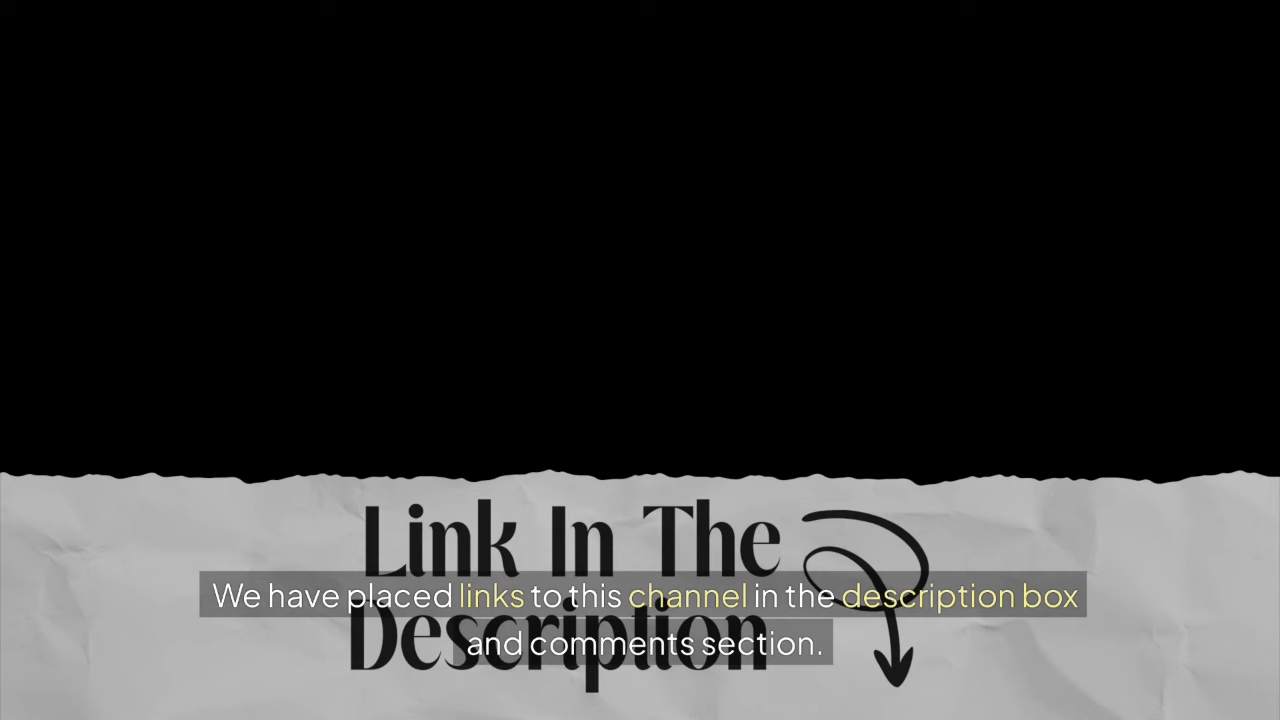 Link In The
We have placed links to this channel in the description box
Description
and comments section.